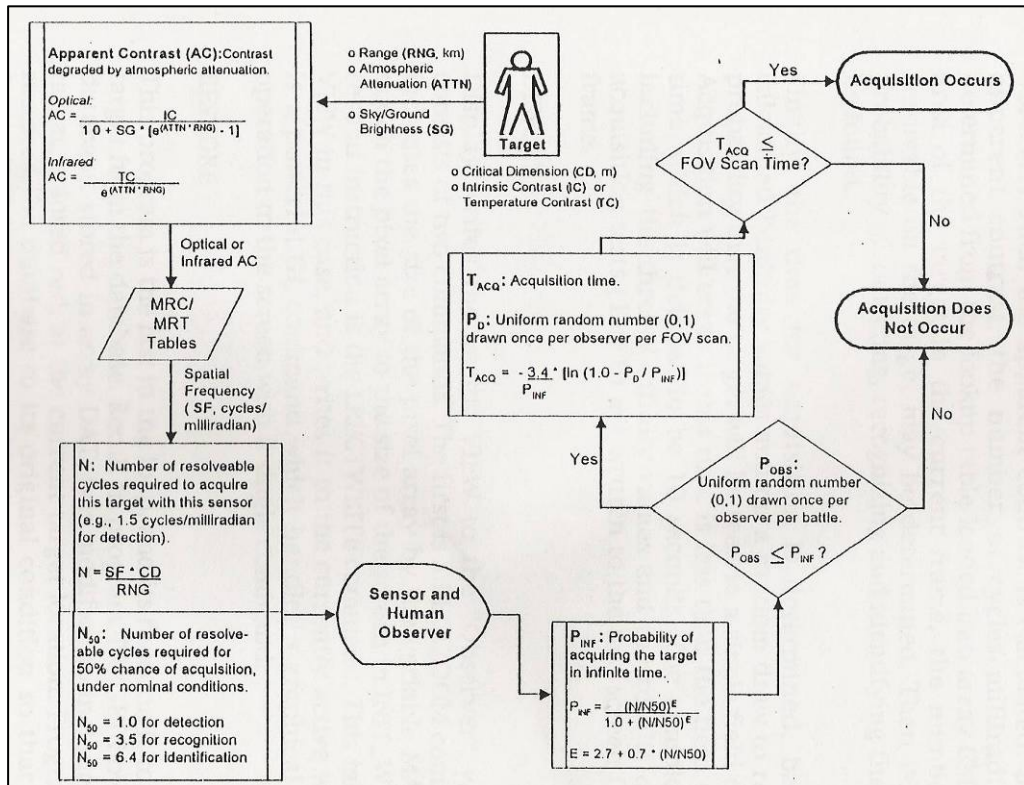 Apparent Contrast (AC): Contrast
degraded by atmospheric attenuation.
Optical:
AC = IC
1 0 + SG * [e(ATTN * RNG) - 1]
Infrared
AC = TC
e(ATTN * RNG)
o Range (RNG, km)
o Atmospheric
Attenuation (ATTN)
o Sky/Ground
Brightness (SG)
Target
o Critical Dimension (CD, m)
o Intrinsic Contrast (IC) or
Temperature Contrast (TC)
Optical or
Infrared AC
MRC/
MRT
Tables
Spatial
Frequency
( SF, cycles/
milliradian)
N: Number of resolveable
cycles required to acquire
this target with this sensor
(e.g., 1.5 cycles/milliradian
for detection).
N = SF * CD
RNG
N50: Number of resolve-
able cycles required for
50% chance of acquisition,
under nominal conditions.
N50 = 1.0 for detection
N50 = 3.5 for recognition
N50 = 6.4 for identification
Sensor and
Human
Observer
PINF: Probability of
acquiring the target
in infinite time.
PINF = (N/N50)E
1.0 + (N/N50)E
E = 2.7 + 0.7 * (N/N50)
POBS:
Uniform random number
(0,1) drawn once per
observer per battle.
POBS ≤ PINF ?
Yes
No
TACQ: Acquisition time.
PD: Uniform random number (0,1)
drawn once per observer per FOV scan.
TACQ = - 3.4 * [ln (1.0 - PD / PINF)]
PINF
TACQ ≤
FOV Scan Time?
Yes
No
Acquisition Occurs
Acquisition Does
Not Occur